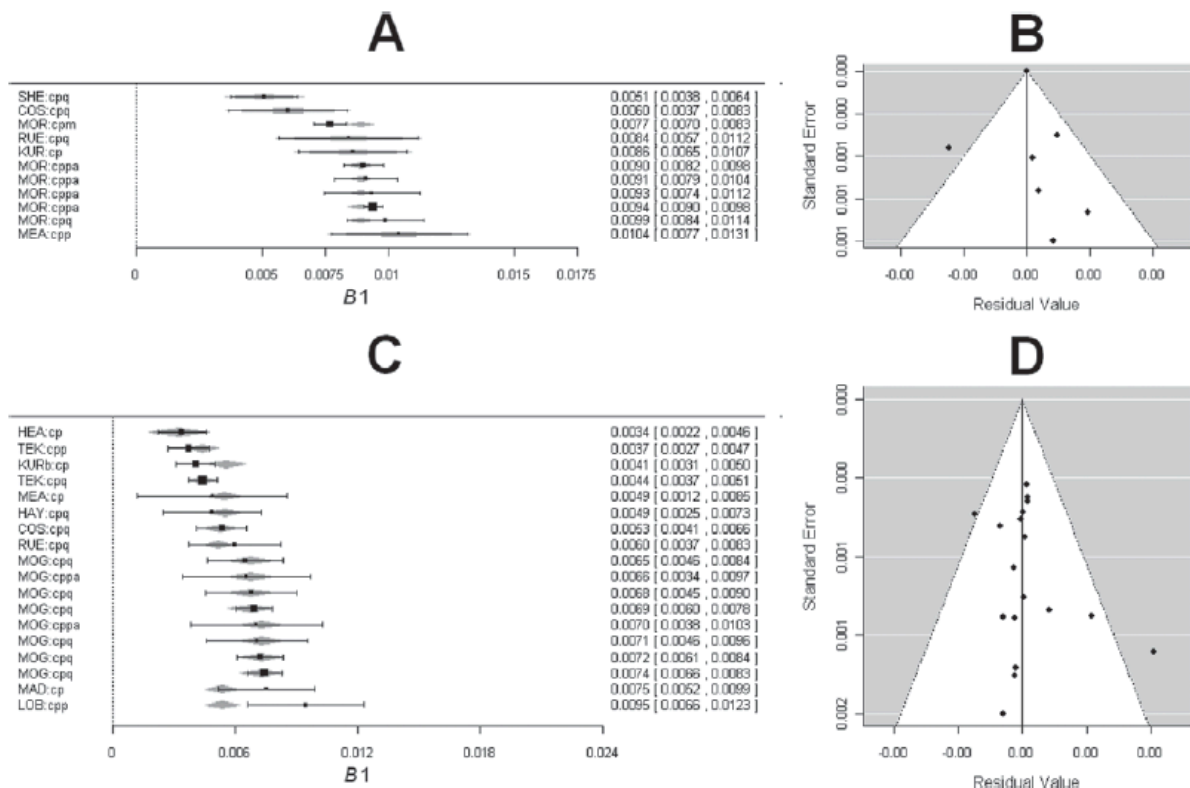 A
SHE:cpq 0.0051 [ 0.0038 , 0.0064 ]
COS:cpq 0.0060 [ 0.0037 , 0.0083 ]
MOR:cpm 0.0077 [ 0.0070 , 0.0083 ]
RUE:cpq 0.0084 [ 0.0057 , 0.0112 ]
KUR:cp 0.0086 [ 0.0065 , 0.0107 ]
MOR:cppa 0.0090 [ 0.0082 , 0.0098 ]
MOR:cppa 0.0091 [ 0.0079 , 0.0104 ]
MOR:cppa 0.0093 [ 0.0074 , 0.0112 ]
MOR:cppa 0.0094 [ 0.0090 , 0.0098 ]
MOR:cpq 0.0099 [ 0.0084 , 0.0114 ]
MEA:cpp 0.0104 [ 0.0077 , 0.0131 ]
0 0.005 0.0075 0.01 0.015 0.0175
B1
B
Standard Error
0.000
0.000
0.001
0.001
0.001
-0.00 -0.00 0.00 0.00 0.00
Residual Value
C
HEA:cp 0.0034 [ 0.0022 , 0.0046 ]
TEK:cpp 0.0037 [ 0.0027 , 0.0047 ]
KURb:cp 0.0041 [ 0.0031 , 0.0050 ]
TEK:cpq 0.0044 [ 0.0037 , 0.0051 ]
MEA:cp 0.0049 [ 0.0012 , 0.0085 ]
HAY:cpq 0.0049 [ 0.0025 , 0.0073 ]
COS:cpq 0.0053 [ 0.0041 , 0.0066 ]
RUE:cpq 0.0060 [ 0.0037 , 0.0083 ]
MOG:cpq 0.0065 [ 0.0046 , 0.0084 ]
MOG:cppa 0.0066 [ 0.0034 , 0.0097 ]
MOG:cpq 0.0068 [ 0.0045 , 0.0090 ]
MOG:cpq 0.0069 [ 0.0060 , 0.0078 ]
MOG:cppa 0.0070 [ 0.0038 , 0.0103 ]
MOG:cpq 0.0071 [ 0.0046 , 0.0096 ]
MOG:cpq 0.0072 [ 0.0061 , 0.0084 ]
MOG:cpq 0.0074 [ 0.0066 , 0.0083 ]
MAD:cp 0.0075 [ 0.0052 , 0.0099 ]
LOB:cpp 0.0095 [ 0.0066 , 0.0123 ]
0 0.006 0.012 0.018 0.024
B1
D
Standard Error
0.000
0.000
0.001
0.001
0.002
-0.00 -0.00 0.00 0.00 0.00
Residual Value